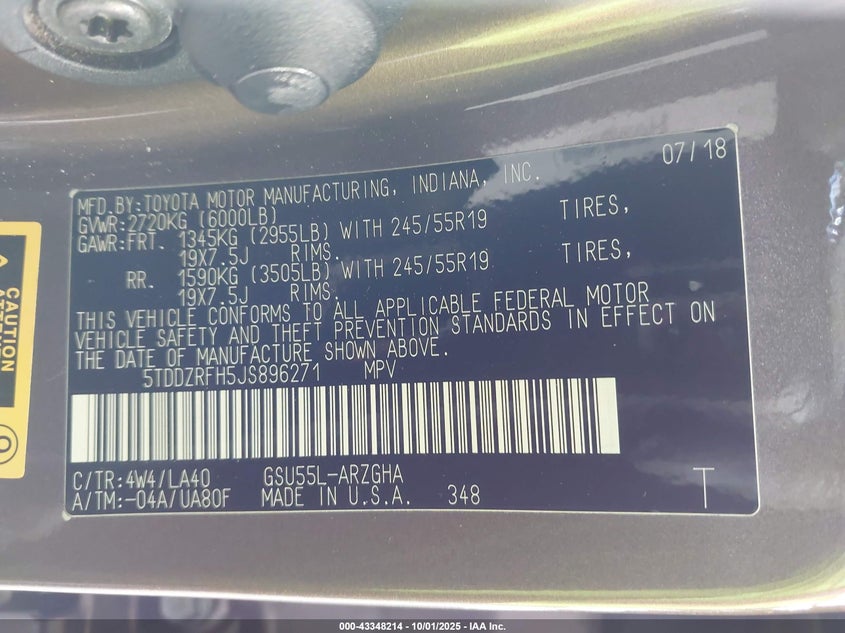 07/18
MFD.BY:TOYOTA MOTOR MANUFACTURING, INDIANA, INC.
GVWR:2720KG (6000LB)
GAWR:FRT. 1345KG (2955LB) WITH 245/55R19 TIRES,
19X7.5J RIMS.
RR. 1590KG (3505LB) WITH 245/55R19 TIRES,
19X7.5J RIMS.
THIS VEHICLE CONFORMS TO ALL APPLICABLE FEDERAL MOTOR
VEHICLE SAFETY AND THEFT PREVENTION STANDARDS IN EFFECT ON
THE DATE OF MANUFACTURE SHOWN ABOVE.
5TDDZRFH5JS896271 MPV
C/TR:4W4/LA40 GSU55L-ARZGHA
A/TM:-04A/UA80F MADE IN U.S.A. 348 T
CAUTION
000-43348214 - 10/01/2025 - IAA Inc.